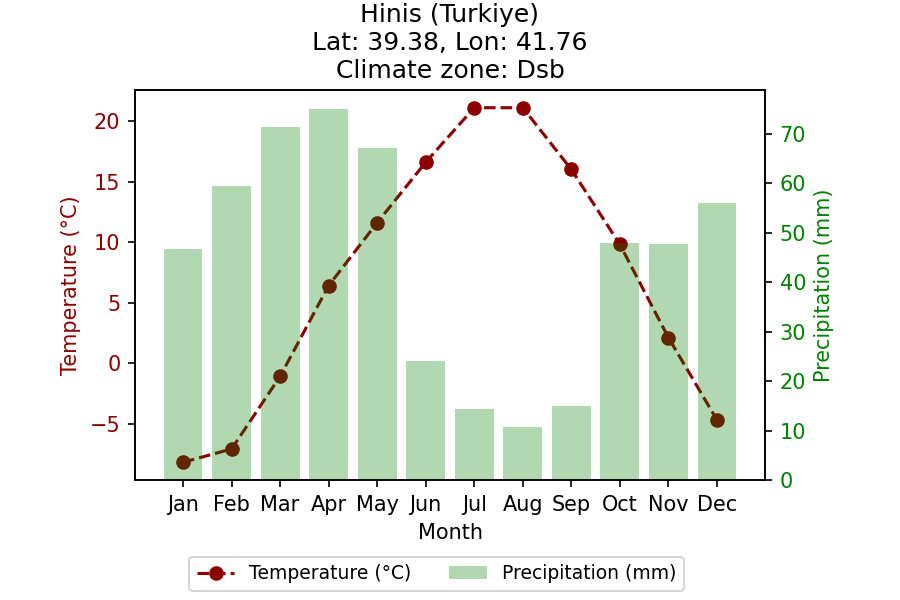 Hinis (Turkiye)
Lat: 39.38, Lon: 41.76
Climate zone: Dsb
20
15
10
5
0
−5
Temperature (°C)
70
60
50
40
30
20
10
0
Precipitation (mm)
Jan Feb Mar Apr May Jun Jul Aug Sep Oct Nov Dec
Month
Temperature (°C) Precipitation (mm)